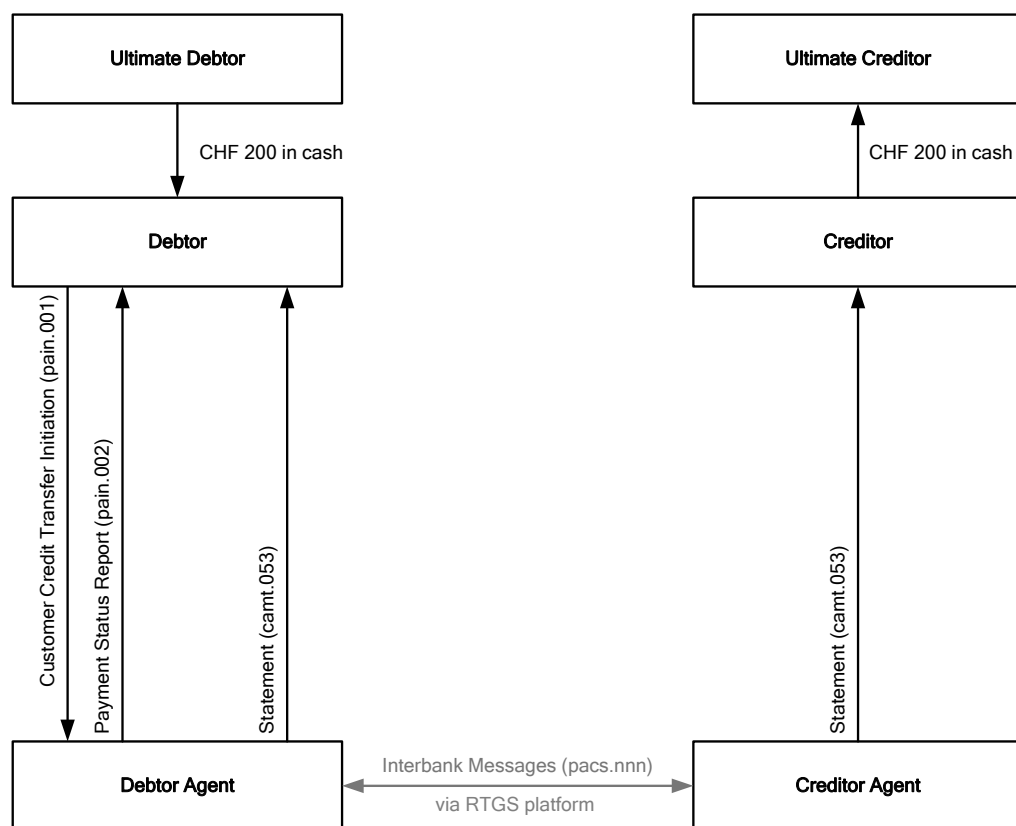 Ultimate Debtor
Ultimate Creditor
CHF 200 in cash
CHF 200 in cash
Debtor
Creditor
Customer Credit Transfer Initiation (pain.001)
Payment Status Report (pain.002)
Statement (camt.053)
Statement (camt.053)
Debtor Agent
Interbank Messages (pacs.nnn)
via RTGS platform
Creditor Agent